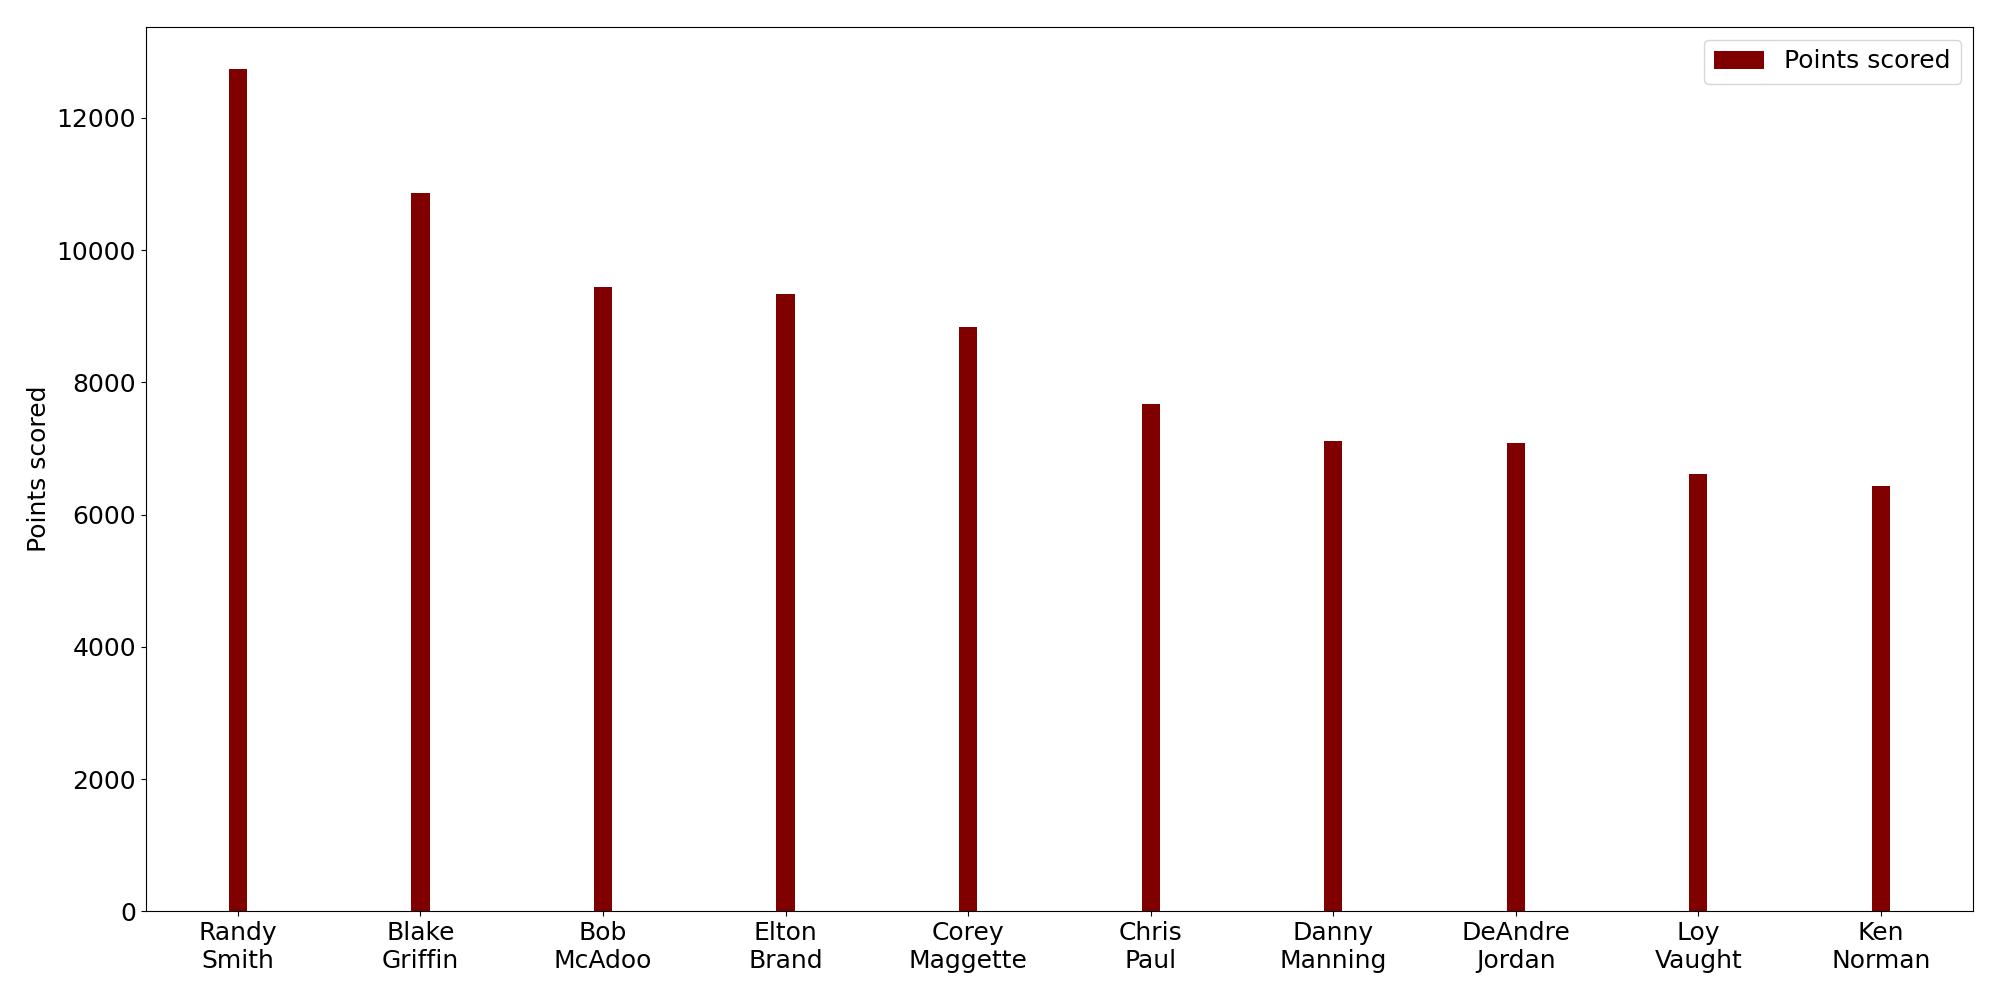 Points scored
12000
10000
8000
6000
4000
2000
0
Points scored
Randy
Smith
Blake
Griffin
Bob
McAdoo
Elton
Brand
Corey
Maggette
Chris
Paul
Danny
Manning
DeAndre
Jordan
Loy
Vaught
Ken
Norman